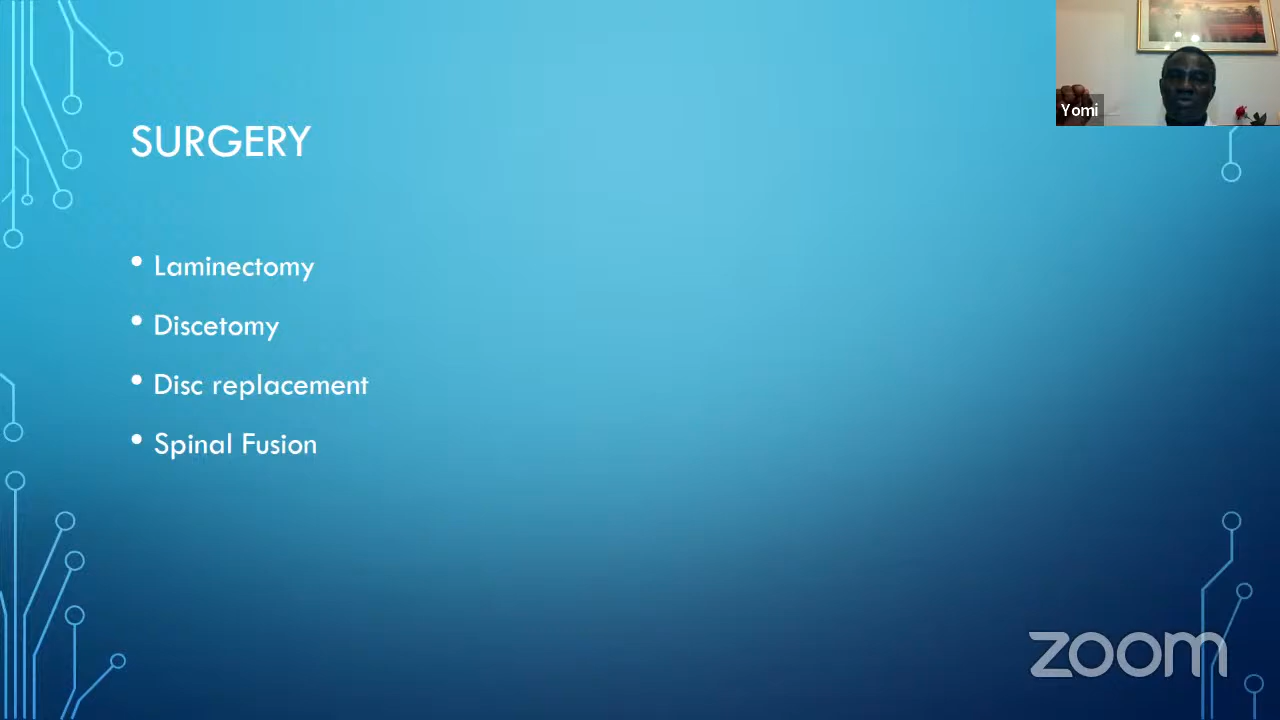 Yomi
SURGERY
• Laminectomy
• Discetomy
• Disc replacement
• Spinal Fusion
zoom